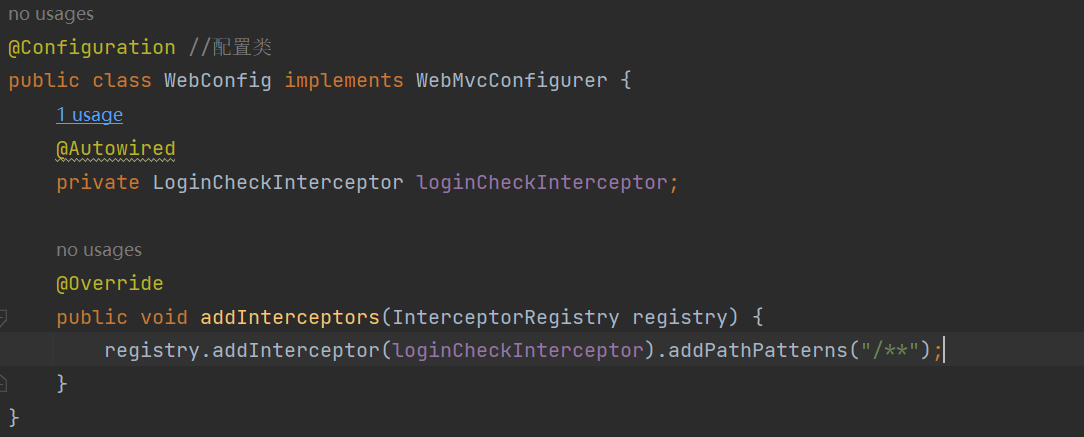 no usages
@Configuration //配置类
public class WebConfig implements WebMvcConfigurer {
1 usage
@Autowired
private LoginCheckInterceptor loginCheckInterceptor;
no usages
@Override
public void addInterceptors(InterceptorRegistry registry) {
registry.addInterceptor(loginCheckInterceptor).addPathPatterns("/**");
}
}